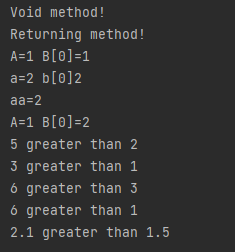 Void method!
Returning method!
A=1 B[0]=1
a=2 b[0]2
aa=2
A=1 B[0]=2
5 greater than 2
3 greater than 1
6 greater than 3
6 greater than 1
2.1 greater than 1.5